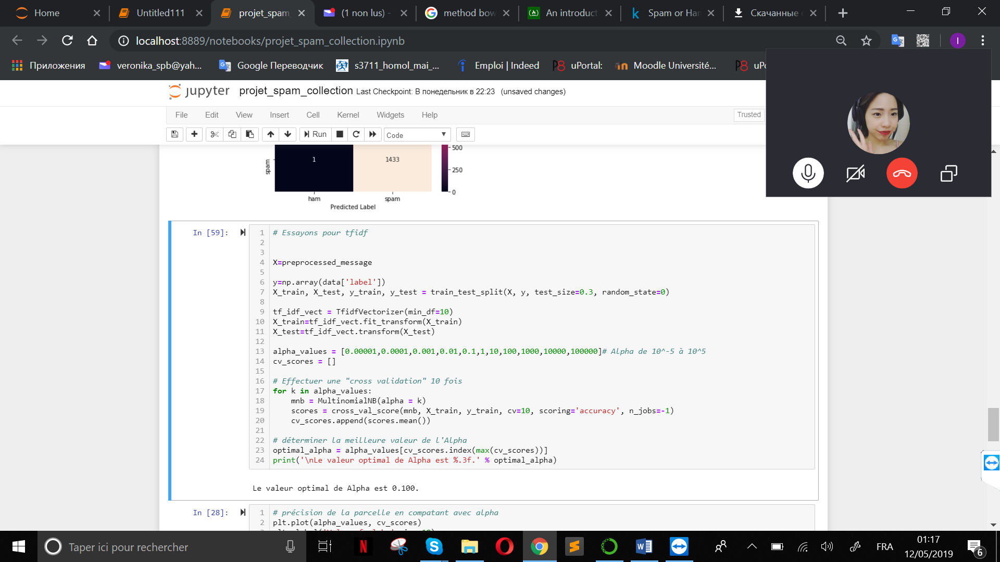 Home
Untitled111
projet_spam
(1 non lus) -
method bow
An introduct
Spam or Ham
Скачанные
localhost:8889/notebooks/projet_spam_collection.ipynb
Приложения
veronika_spb@yah...
Google Переводчик
s3711_homol_mai_...
Emploi | Indeed
uPortal:
Moodle Université...
uPo
jupyter projet_spam_collection Last Checkpoint: В понедельник в 22:23 (unsaved changes)
File Edit View Insert Cell Kernel Widgets Help
Trusted
Run
Code
500
spam
1
1433
250
0
ham
spam
Predicted Label
In [59]:
1 # Essayons pour tfidf
2
3
4 X=preprocessed_message
5
6 y=np.array(data['label'])
7 X_train, X_test, y_train, y_test = train_test_split(X, y, test_size=0.3, random_state=0)
8
9 tf_idf_vect = TfidfVectorizer(min_df=10)
10 X_train=tf_idf_vect.fit_transform(X_train)
11 X_test=tf_idf_vect.transform(X_test)
12
13 alpha_values = [0.00001,0.0001,0.001,0.01,0.1,1,10,100,1000,10000,100000]# Alpha de 10^-5 à 10^5
14 cv_scores = []
15
16 # Effectuer une "cross validation" 10 fois
17 for k in alpha_values:
18     mnb = MultinomialNB(alpha = k)
19     scores = cross_val_score(mnb, X_train, y_train, cv=10, scoring='accuracy', n_jobs=-1)
20     cv_scores.append(scores.mean())
21
22 # déterminer la meilleure valeur de l'Alpha
23 optimal_alpha = alpha_values[cv_scores.index(max(cv_scores))]
24 print('\nLe valeur optimal de Alpha est %.3f.' % optimal_alpha)
Le valeur optimal de Alpha est 0.100.
In [28]:
1 # précision de la parcelle en compatant avec alpha
2 plt.plot(alpha_values, cv_scores)
Taper ici pour rechercher
FRA
01:17
12/05/2019
6